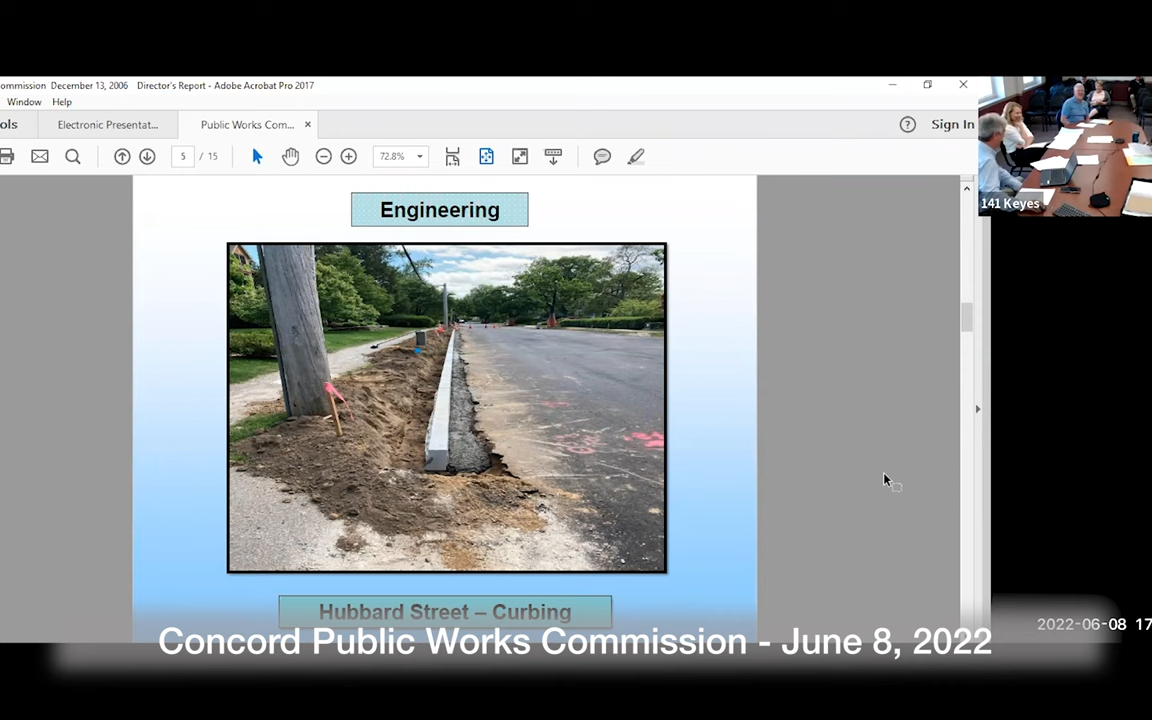 ommission December 13, 2006 Director's Report - Adobe Acrobat Pro 2017
Window Help
ols
Electronic Presentat...
Public Works Com...
Sign In
5 / 15
72.8%
Engineering
141 Keyes
Hubbard Street – Curbing
2022-06-08 17
Concord Public Works Commission - June 8, 2022